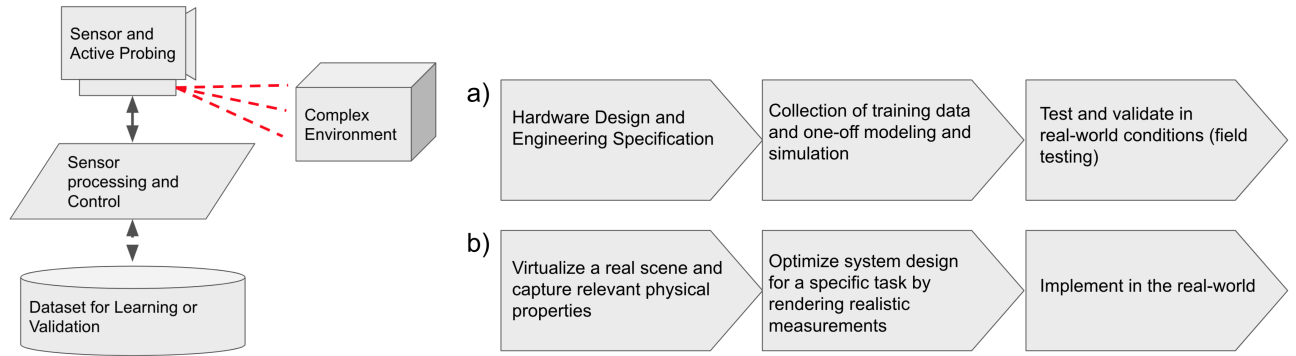 Sensor and
Active Probing
Complex
Environment
Sensor
processing and
Control
Dataset for Learning or
Validation
a)
Hardware Design and
Engineering Specification
Collection of training data
and one-off modeling and
simulation
Test and validate in
real-world conditions (field
testing)
b)
Virtualize a real scene and
capture relevant physical
properties
Optimize system design
for a specific task by
rendering realistic
measurements
Implement in the real-world